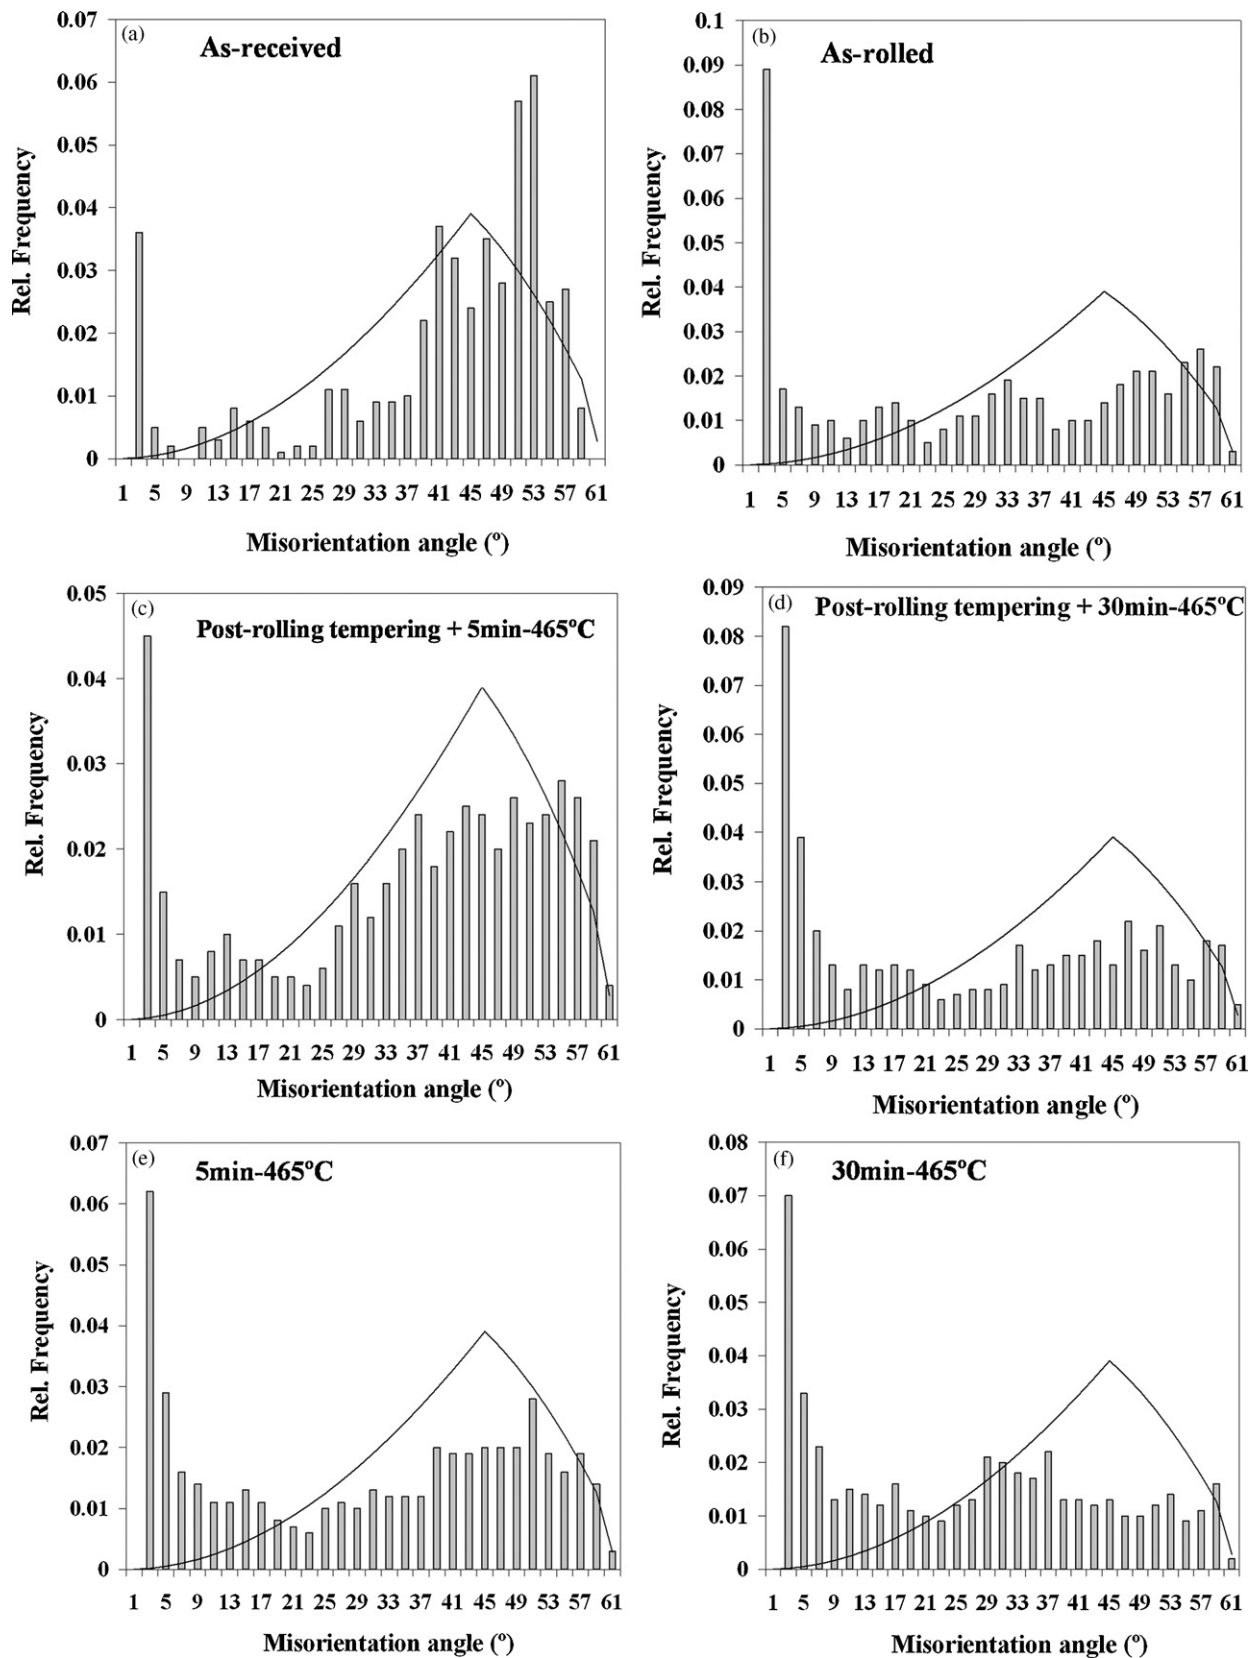 (a) As-received
0.07
0.06
0.05
0.04
0.03
0.02
0.01
0
Rel. Frequency
1 5 9 13 17 21 25 29 33 37 41 45 49 53 57 61
Misorientation angle (º)
(b) As-rolled
0.1
0.09
0.08
0.07
0.06
0.05
0.04
0.03
0.02
0.01
0
Rel. Frequency
1 5 9 13 17 21 25 29 33 37 41 45 49 53 57 61
Misorientation angle (º)
(c) Post-rolling tempering + 5min-465ºC
0.05
0.04
0.03
0.02
0.01
0
Rel. Frequency
1 5 9 13 17 21 25 29 33 37 41 45 49 53 57 61
Misorientation angle (º)
(d) Post-rolling tempering + 30min-465ºC
0.09
0.08
0.07
0.06
0.05
0.04
0.03
0.02
0.01
0
Rel. Frequency
1 5 9 13 17 21 25 29 33 37 41 45 49 53 57 61
Misorientation angle (º)
(e) 5min-465ºC
0.07
0.06
0.05
0.04
0.03
0.02
0.01
0
Rel. Frequency
1 5 9 13 17 21 25 29 33 37 41 45 49 53 57 61
Misorientation angle (º)
(f) 30min-465ºC
0.08
0.07
0.06
0.05
0.04
0.03
0.02
0.01
0
Rel. Frequency
1 5 9 13 17 21 25 29 33 37 41 45 49 53 57 61
Misorientation angle (º)